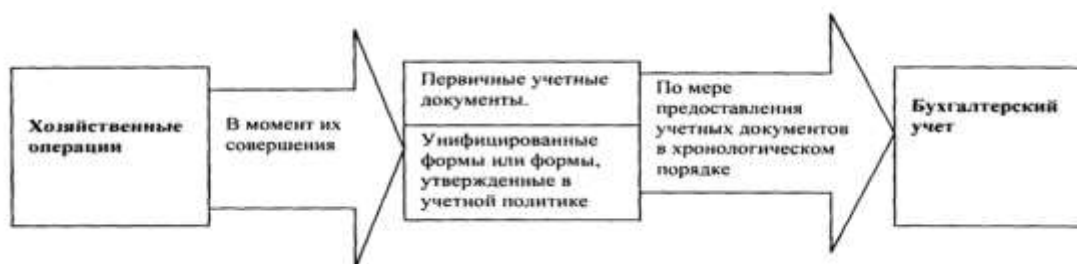 Хозяйственные
операции
В момент их
совершения
Первичные учетные
документы.
Унифицированные
формы или формы,
утвержденные в
учетной политике
По мере
предоставления
учетных документов
в хронологическом
порядке
Бухгалтерский
учет